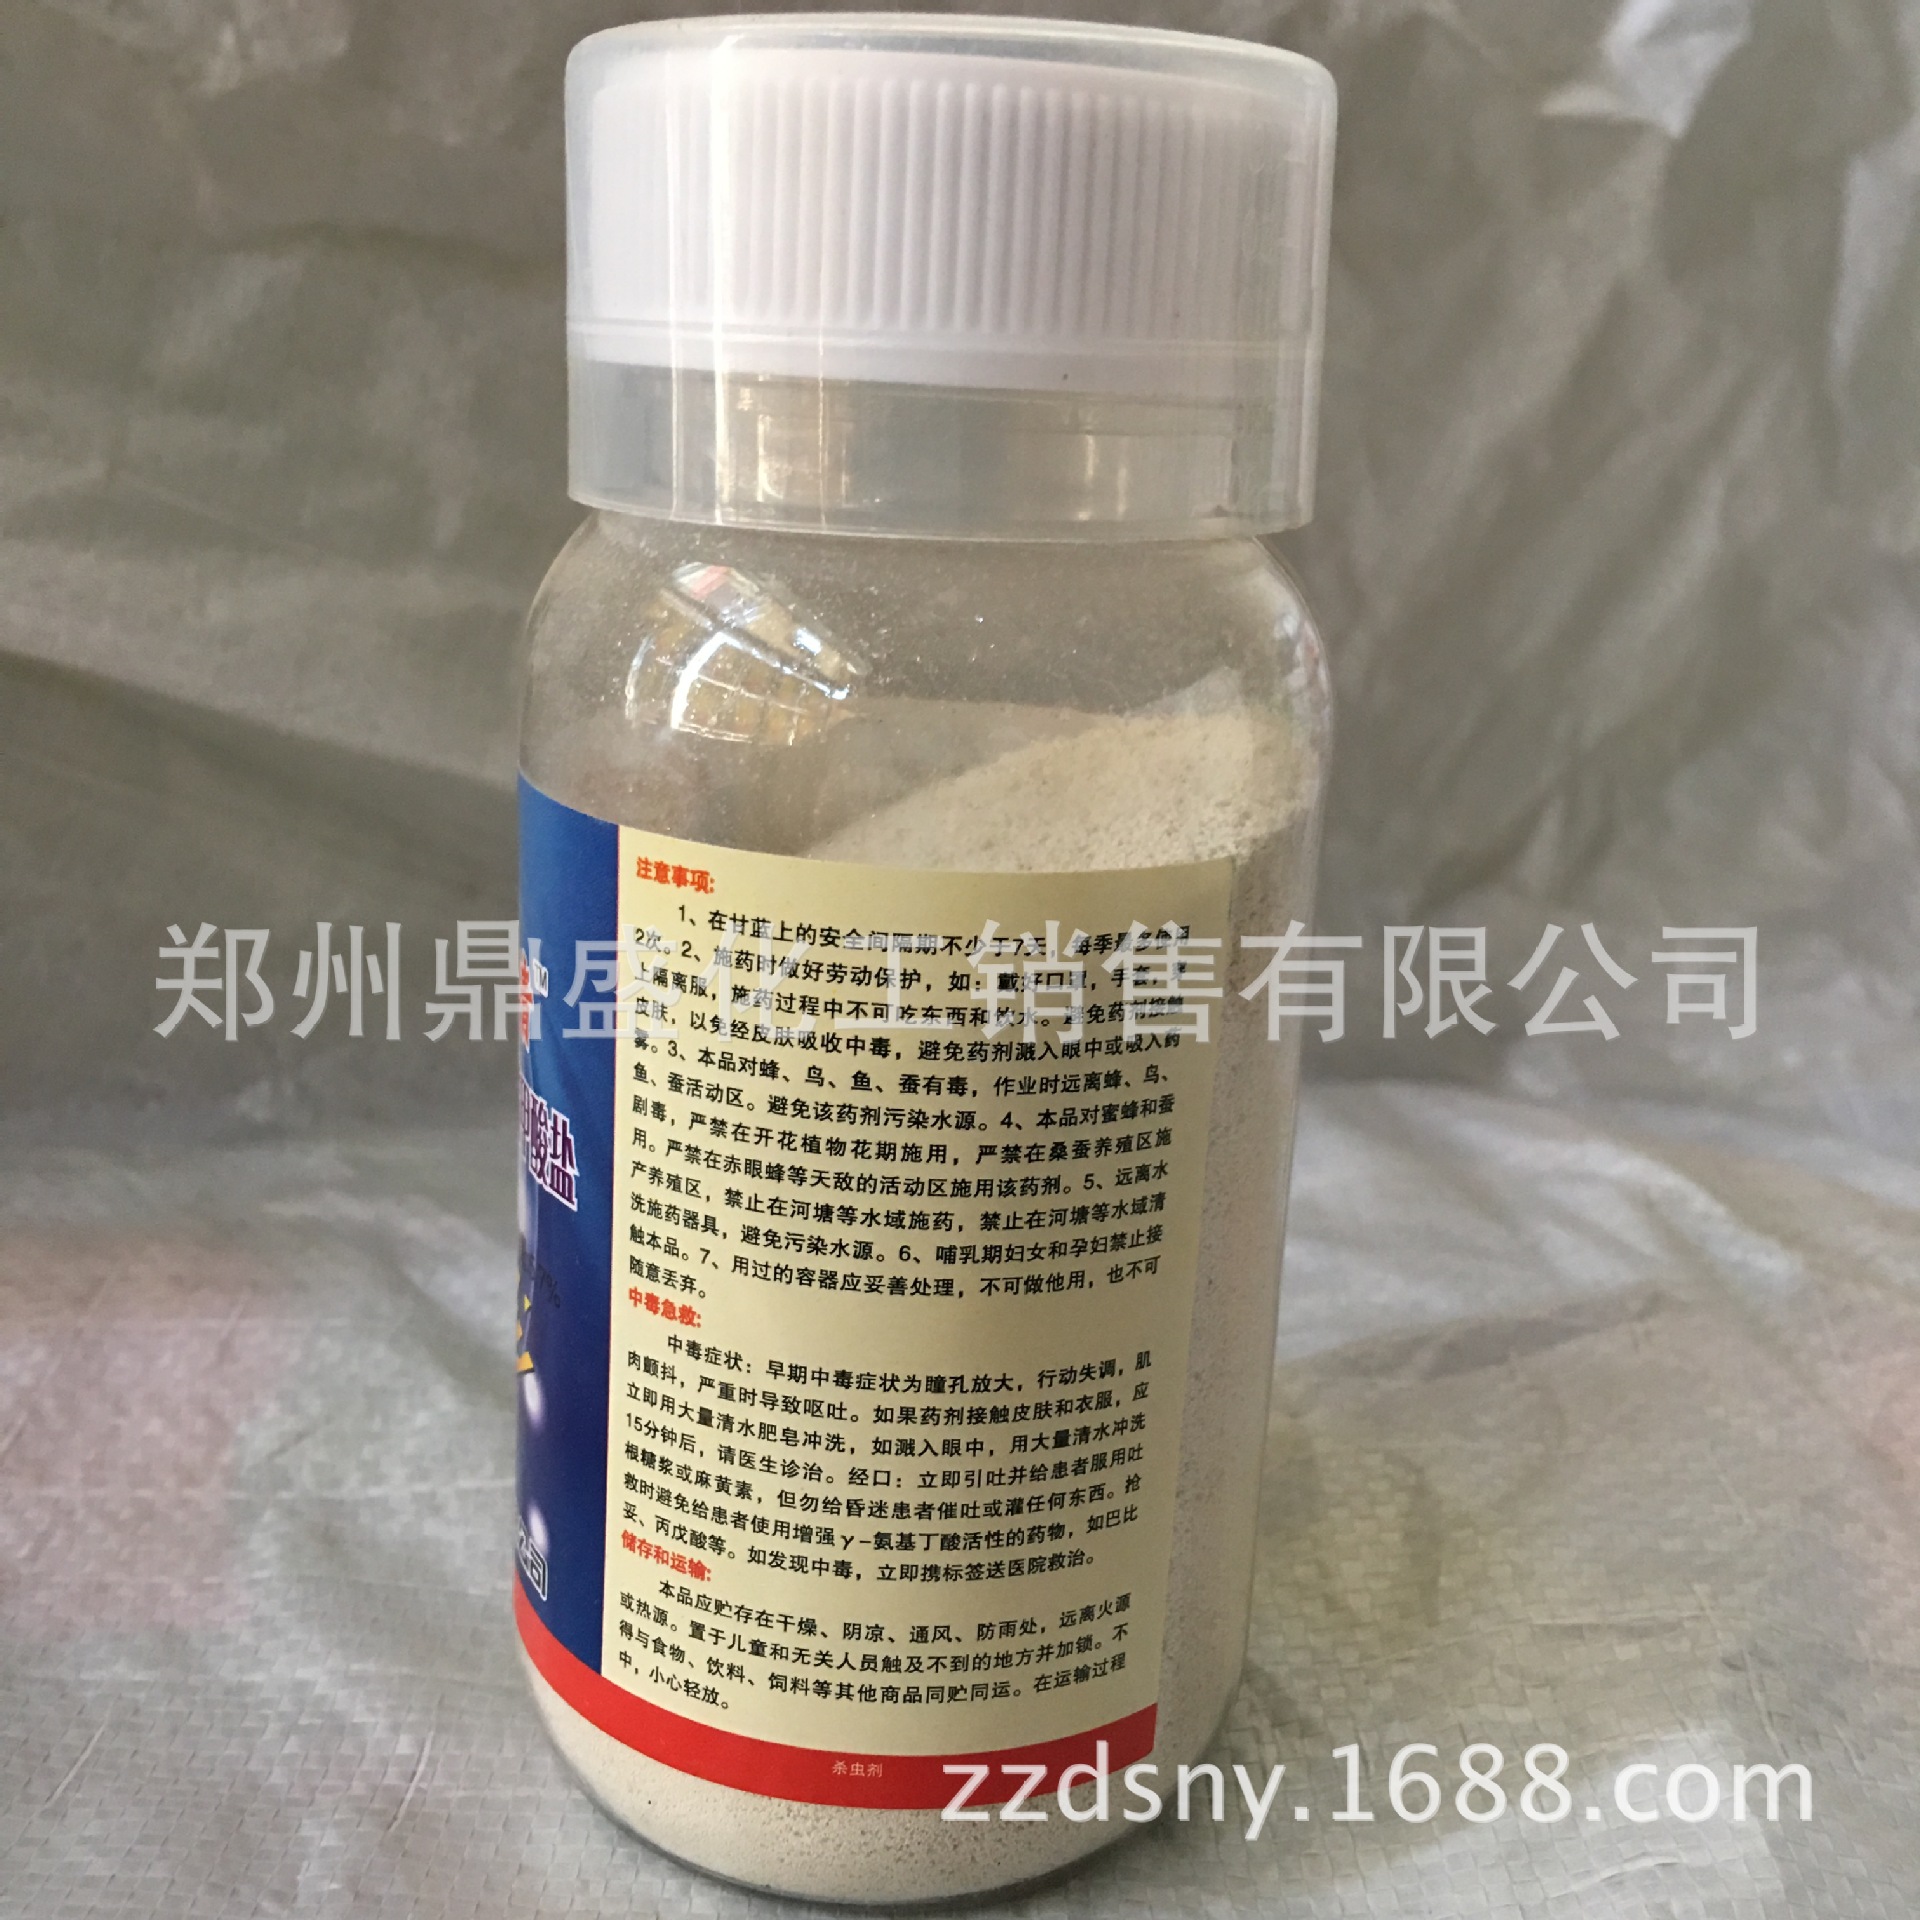 注意事项:
1、在甘蓝上的安全间隔期不少于7天，每季最多使用
2次。2、施药时做好劳动保护，如：戴好口罩，手套，穿
上隔离服，施药过程中不可吃东西和饮水。避免药剂接触
皮肤，以免经皮肤吸收中毒，避免药剂溅入眼中或吸入药
雾。3、本品对蜂、鸟、鱼、蚕有毒，作业时远离蜂、鸟、
鱼、蚕活动区。避免该药剂污染水源。4、本品对蜜蜂和蚕
剧毒，严禁在开花植物花期施用，严禁在桑蚕养殖区施
用。严禁在赤眼蜂等天敌的活动区施用该药剂。5、远离水
产养殖区，禁止在河塘等水域施药，禁止在河塘等水域清
洗施药器具，避免污染水源。6、哺乳期妇女和孕妇禁止接
触本品。7、用过的容器应妥善处理，不可做他用，也不可
随意丢弃。
中毒急救:
中毒症状：早期中毒症状为瞳孔放大，行动失调，肌
肉颤抖，严重时导致呕吐。如果药剂接触皮肤和衣服，应
立即用大量清水肥皂冲洗，如溅入眼中，用大量清水冲洗
15分钟后，请医生诊治。经口：立即引吐并给患者服用吐
根糖浆或麻黄素，但勿给昏迷患者催吐或灌任何东西。抢
救时避免给患者使用增强γ-氨基丁酸活性的药物，如巴比
妥、丙戊酸等。如发现中毒，立即携标签送医院救治。
储存和运输:
本品应贮存在干燥、阴凉、通风、防雨处，远离火源
或热源。置于儿童和无关人员触及不到的地方并加锁。不
得与食物、饮料、饲料等其他商品同贮同运。在运输过程
中，小心轻放。
杀虫剂
TM
酸盐
7%
公司
郑州鼎盛化工销售有限公司
zzdsny.1688.com